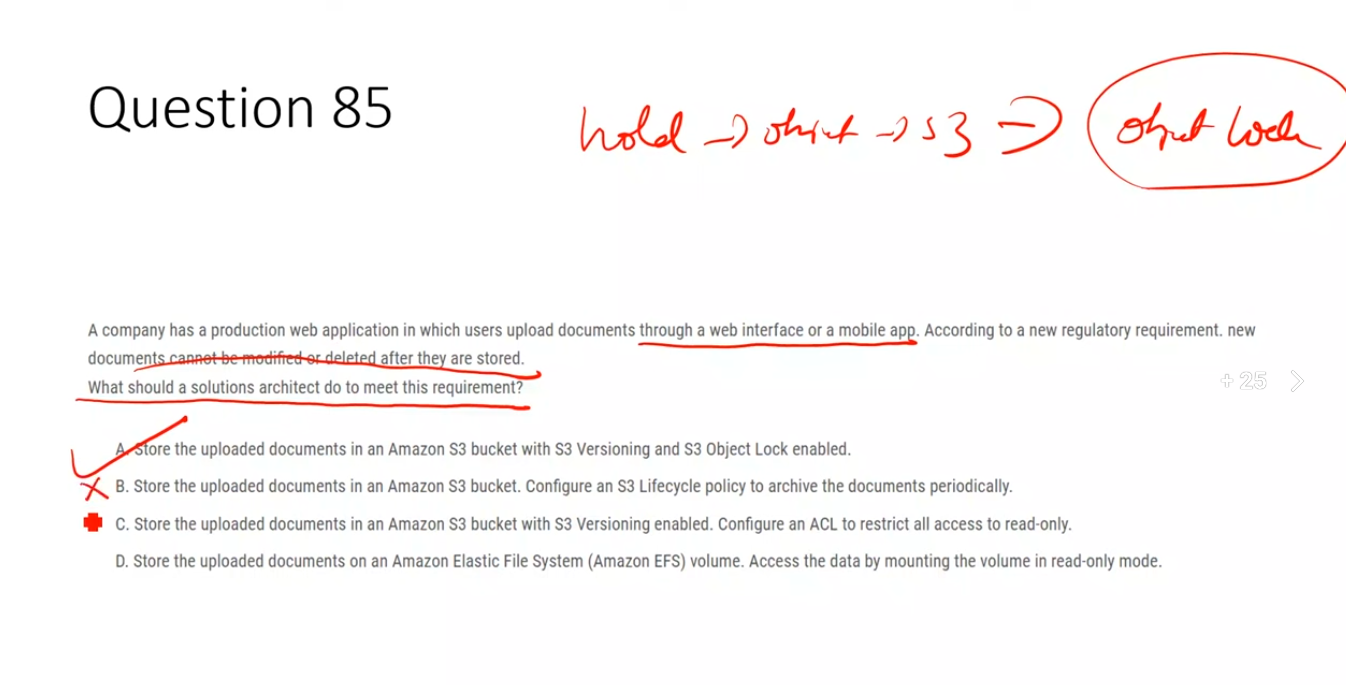 Question 85
hold → object → S3 ⇒ object lock
A company has a production web application in which users upload documents through a web interface or a mobile app. According to a new regulatory requirement. new
documents cannot be modified or deleted after they are stored.
What should a solutions architect do to meet this requirement?
+ 25
A. Store the uploaded documents in an Amazon S3 bucket with S3 Versioning and S3 Object Lock enabled.
B. Store the uploaded documents in an Amazon S3 bucket. Configure an S3 Lifecycle policy to archive the documents periodically.
C. Store the uploaded documents in an Amazon S3 bucket with S3 Versioning enabled. Configure an ACL to restrict all access to read-only.
D. Store the uploaded documents on an Amazon Elastic File System (Amazon EFS) volume. Access the data by mounting the volume in read-only mode.